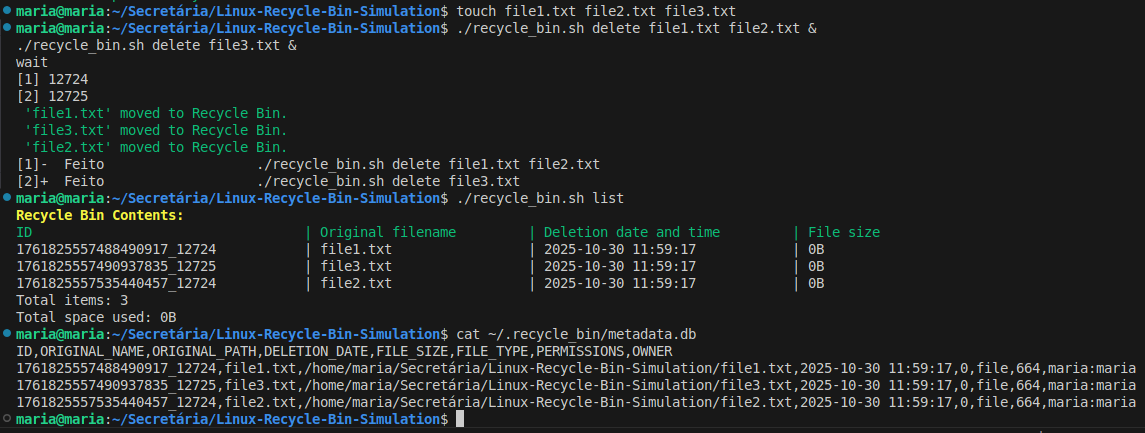 maria@maria:~/Secretária/Linux-Recycle-Bin-Simulation$ touch file1.txt file2.txt file3.txt
maria@maria:~/Secretária/Linux-Recycle-Bin-Simulation$ ./recycle_bin.sh delete file1.txt file2.txt &
./recycle_bin.sh delete file3.txt &
wait
[1] 12724
[2] 12725
'file1.txt' moved to Recycle Bin.
'file3.txt' moved to Recycle Bin.
'file2.txt' moved to Recycle Bin.
[1]-  Feito                   ./recycle_bin.sh delete file1.txt file2.txt
[2]+  Feito                   ./recycle_bin.sh delete file3.txt
maria@maria:~/Secretária/Linux-Recycle-Bin-Simulation$ ./recycle_bin.sh list
Recycle Bin Contents:
ID | Original filename | Deletion date and time | File size
1761825557488490917_12724 | file1.txt | 2025-10-30 11:59:17 | 0B
1761825557490937835_12725 | file3.txt | 2025-10-30 11:59:17 | 0B
1761825557535440457_12724 | file2.txt | 2025-10-30 11:59:17 | 0B
Total items: 3
Total space used: 0B
maria@maria:~/Secretária/Linux-Recycle-Bin-Simulation$ cat ~/.recycle_bin/metadata.db
ID,ORIGINAL_NAME,ORIGINAL_PATH,DELETION_DATE,FILE_SIZE,FILE_TYPE,PERMISSIONS,OWNER
1761825557488490917_12724,file1.txt,/home/maria/Secretária/Linux-Recycle-Bin-Simulation/file1.txt,2025-10-30 11:59:17,0,file,664,maria:maria
1761825557490937835_12725,file3.txt,/home/maria/Secretária/Linux-Recycle-Bin-Simulation/file3.txt,2025-10-30 11:59:17,0,file,664,maria:maria
1761825557535440457_12724,file2.txt,/home/maria/Secretária/Linux-Recycle-Bin-Simulation/file2.txt,2025-10-30 11:59:17,0,file,664,maria:maria
maria@maria:~/Secretária/Linux-Recycle-Bin-Simulation$